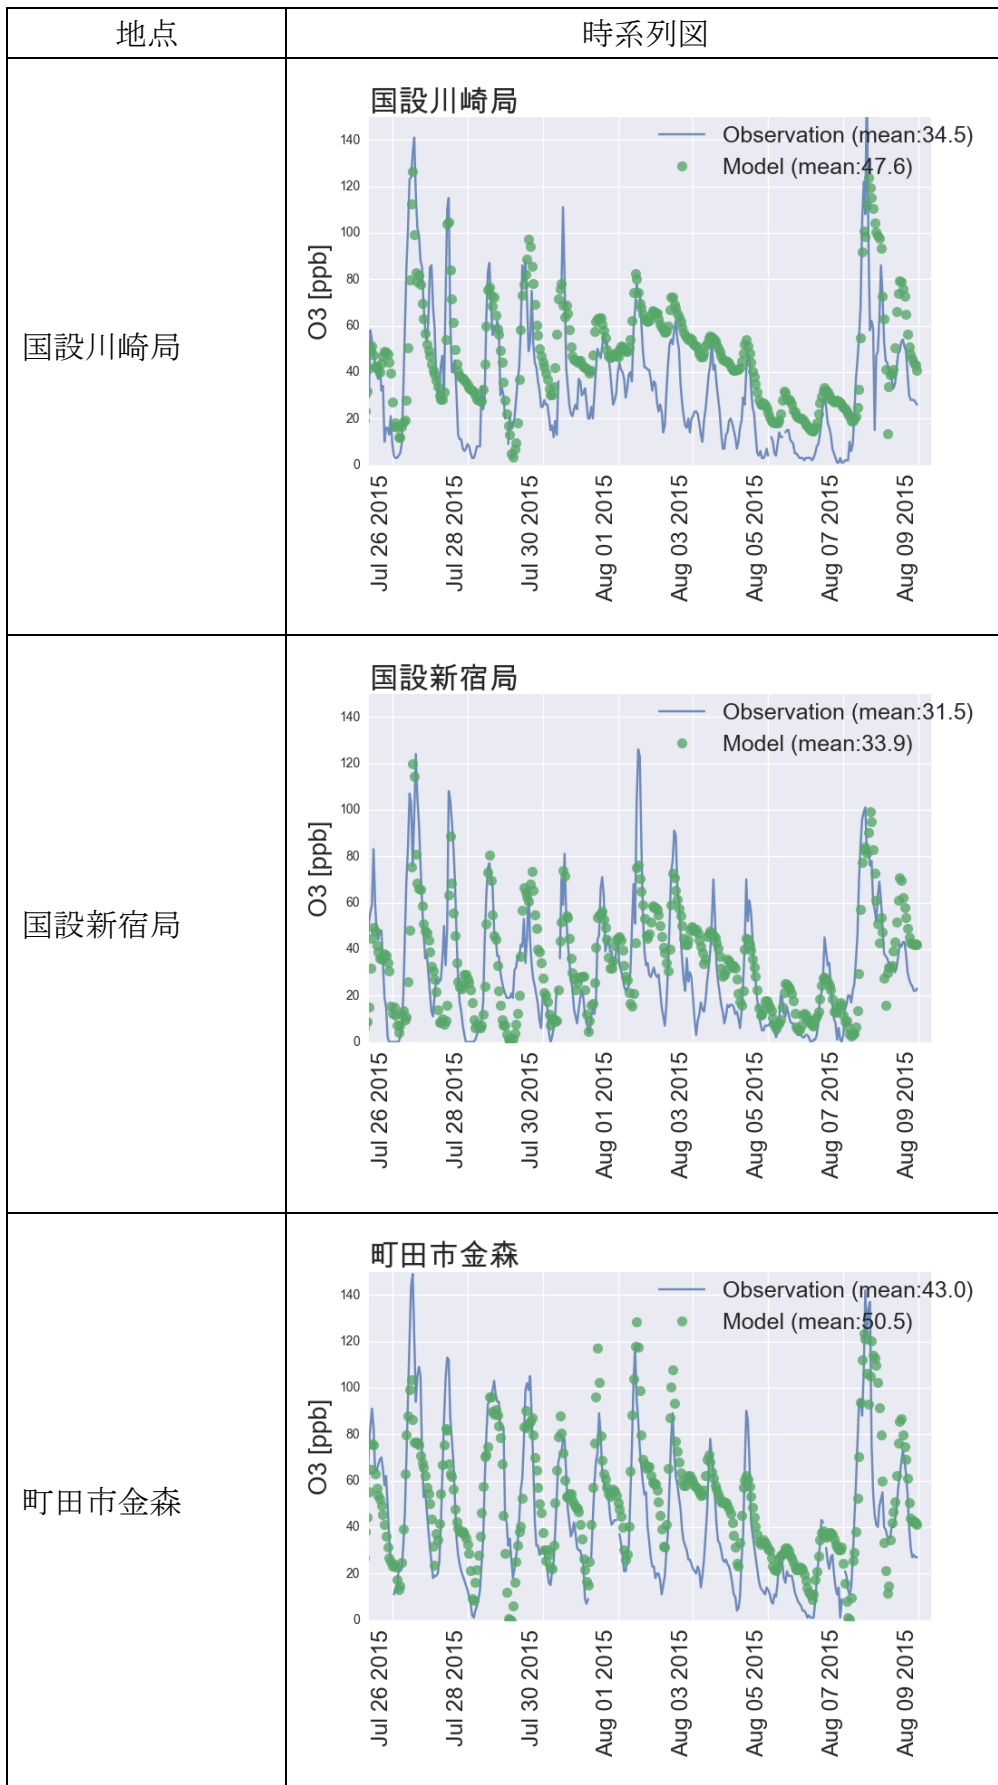 地点 時系列図
国設川崎局
国設川崎局
Observation (mean:34.5)
Model (mean:47.6)
O3 [ppb]
140
120
100
80
60
40
20
0
Jul 26 2015
Jul 28 2015
Jul 30 2015
Aug 01 2015
Aug 03 2015
Aug 05 2015
Aug 07 2015
Aug 09 2015
国設新宿局
国設新宿局
Observation (mean:31.5)
Model (mean:33.9)
O3 [ppb]
140
120
100
80
60
40
20
0
Jul 26 2015
Jul 28 2015
Jul 30 2015
Aug 01 2015
Aug 03 2015
Aug 05 2015
Aug 07 2015
Aug 09 2015
町田市金森
町田市金森
Observation (mean:43.0)
Model (mean:50.5)
O3 [ppb]
140
120
100
80
60
40
20
0
Jul 26 2015
Jul 28 2015
Jul 30 2015
Aug 01 2015
Aug 03 2015
Aug 05 2015
Aug 07 2015
Aug 09 2015